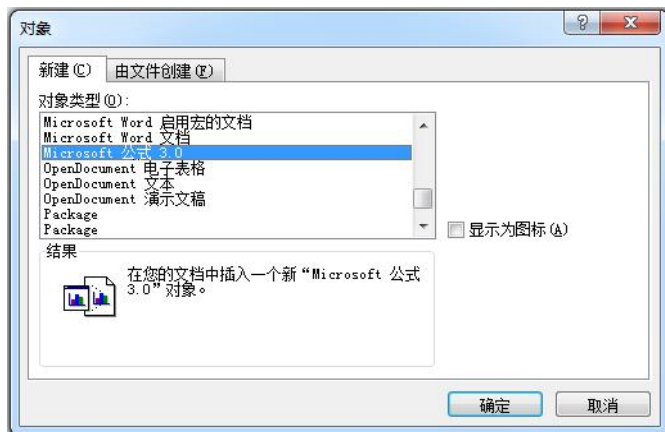 对象
新建(C)
由文件创建(F)
对象类型(O):
Microsoft Word 启用宏的文档
Microsoft Word 文档
Microsoft 公式 3.0
OpenDocument 电子表格
OpenDocument 文本
OpenDocument 演示文稿
Package
Package
显示为图标(A)
结果
在您的文档中插入一个新“Microsoft 公式
3.0”对象。
确定
取消